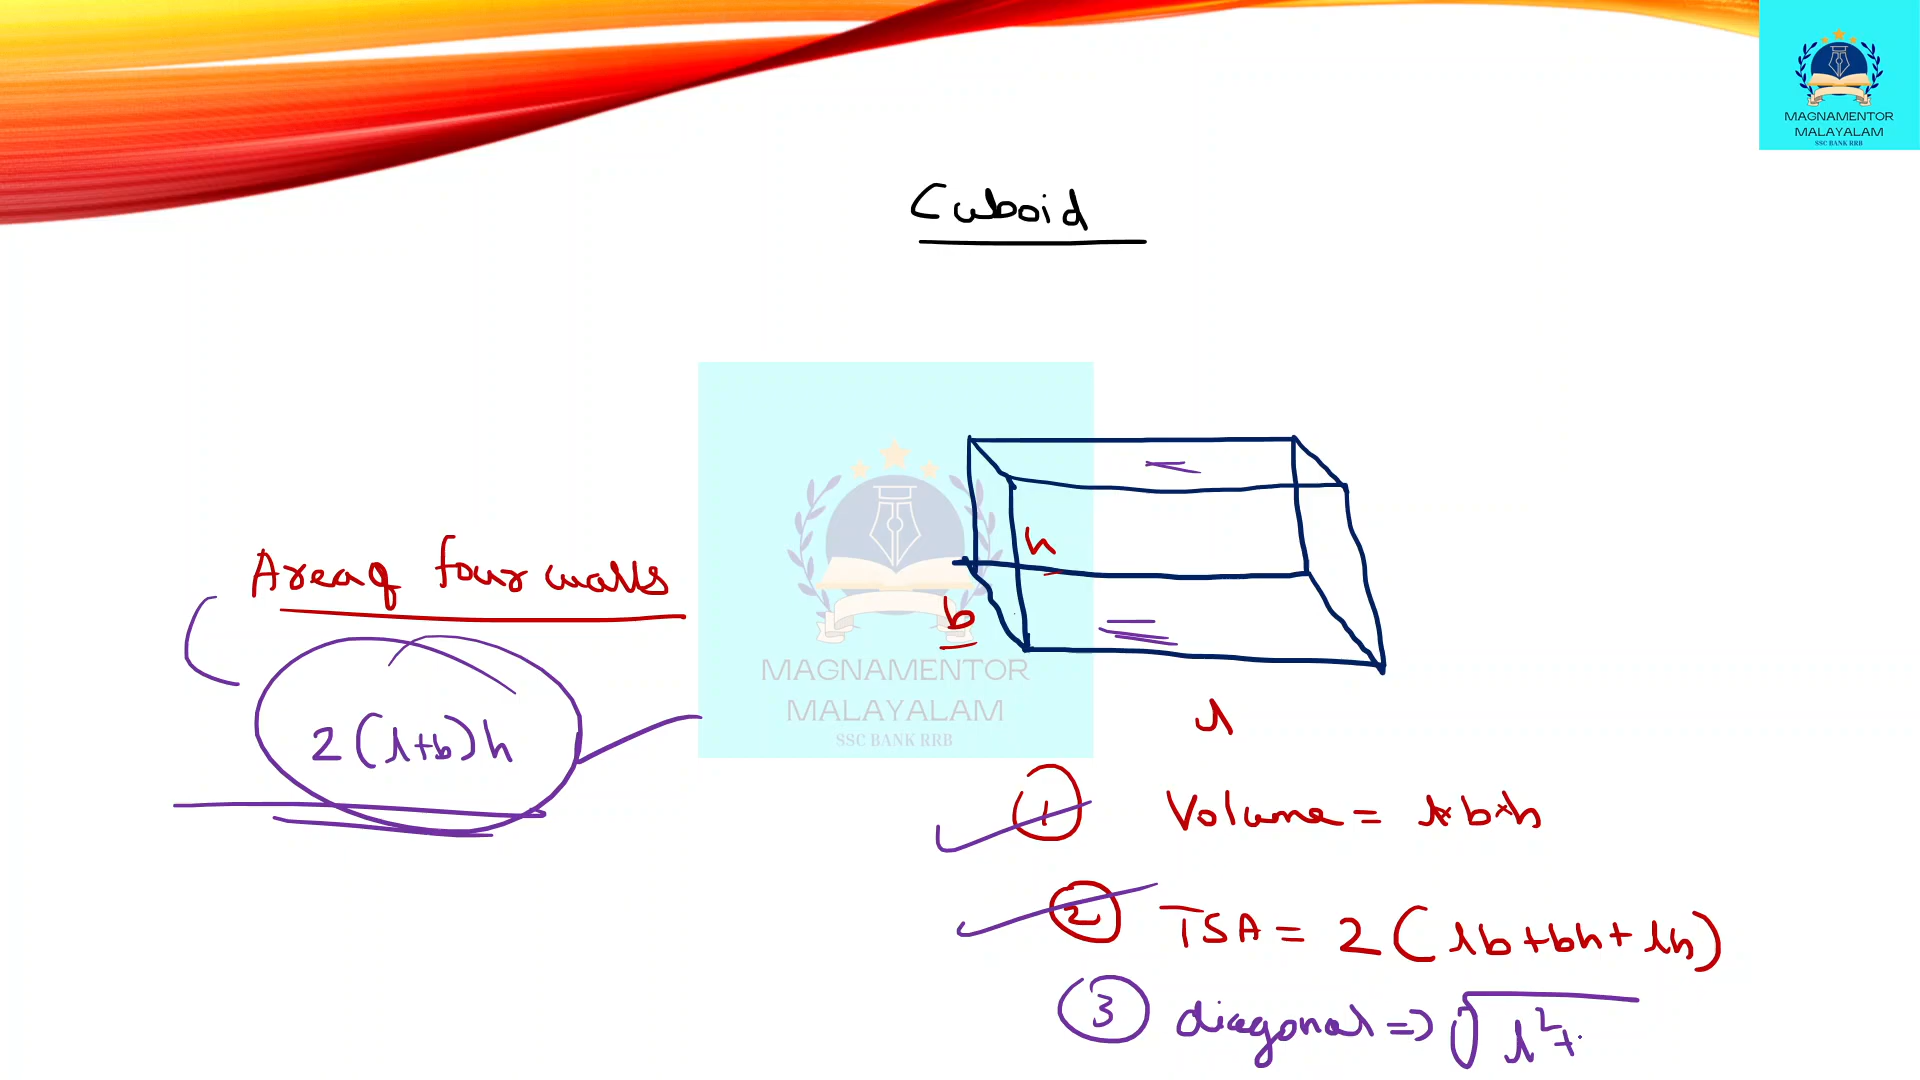 MAGNAMENTOR
MALAYALAM
SSC BANK RRB
Cuboid
h
Area of four walls
b
MAGNAMENTOR
MALAYALAM
SSC BANK RRB
l
2(l+b)h
1 Volume = l×b×h
2 TSA = 2(lb+bh+lh)
3 diagonal ⇒ √l²+